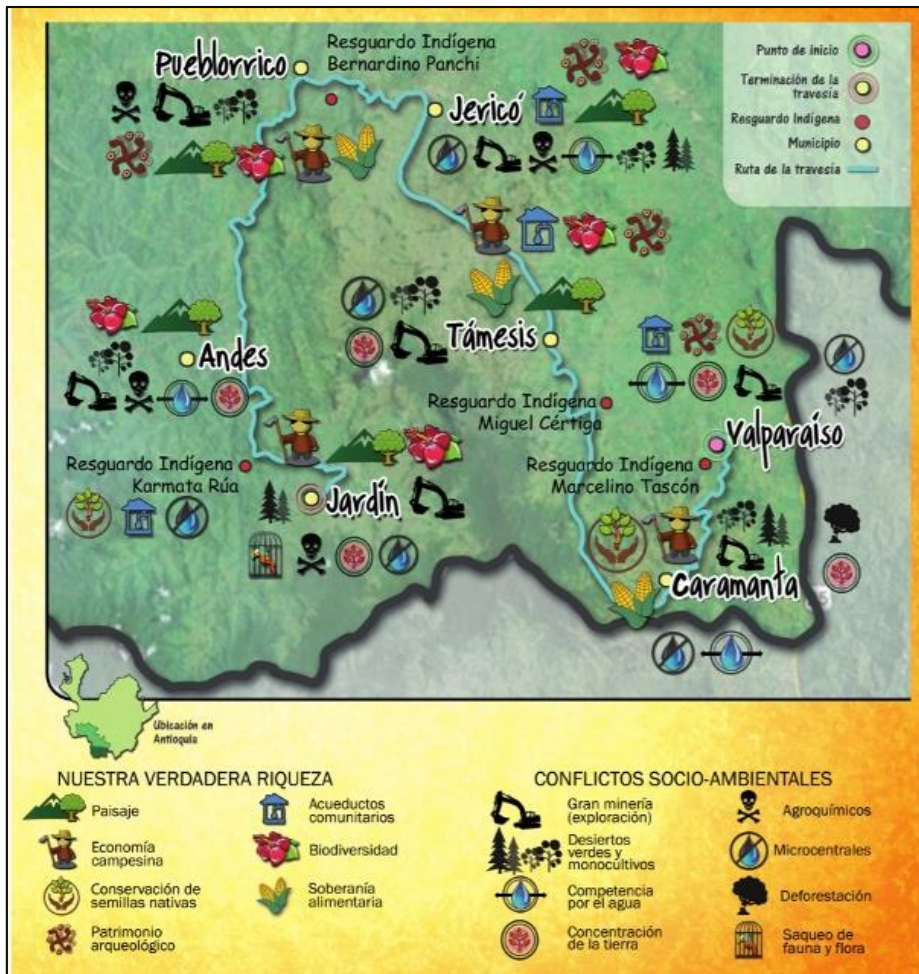 Pueblorrico
Resguardo Indígena
Bernardino Panchi
Jericó
Punto de inicio
Terminación de la
travesía
Resguardo Indígena
Municipio
Ruta de la travesía
Andes
Támesis
Resguardo Indígena
Miguel Cértiga
Valparaíso
Resguardo Indígena
Karmata Rúa
Resguardo Indígena
Marcelino Tascón
Jardín
Caramanta
Ubicación en
Antioquia
NUESTRA VERDADERA RIQUEZA
Paisaje
Economía
campesina
Conservación de
semillas nativas
Patrimonio
arqueológico
Acueductos
comunitarios
Biodiversidad
Soberanía
alimentaria
CONFLICTOS SOCIO-AMBIENTALES
Gran minería
(exploración)
Desiertos
verdes y
monocultivos
Competencia
por el agua
Concentración
de la tierra
Agroquímicos
Microcentrales
Deforestación
Saqueo de
fauna y flora